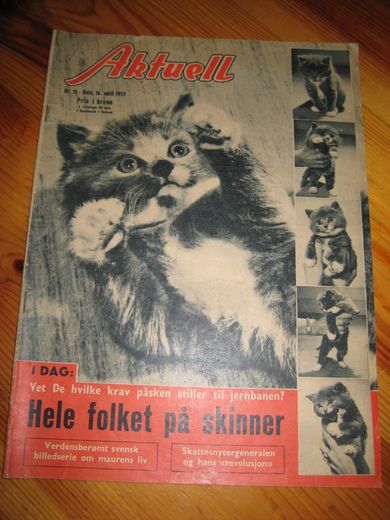 Aktuell
Nr. 15 - Oslo, 16. april 1955
Pris 1 krone
I DAG:
Vet De hvilke krav påsken stiller til jernbanen?
Hele folket på skinner
Verdensberømt svensk
billedserie om maurens liv
Skattesnytergeneralen
og hans «revolusjon»